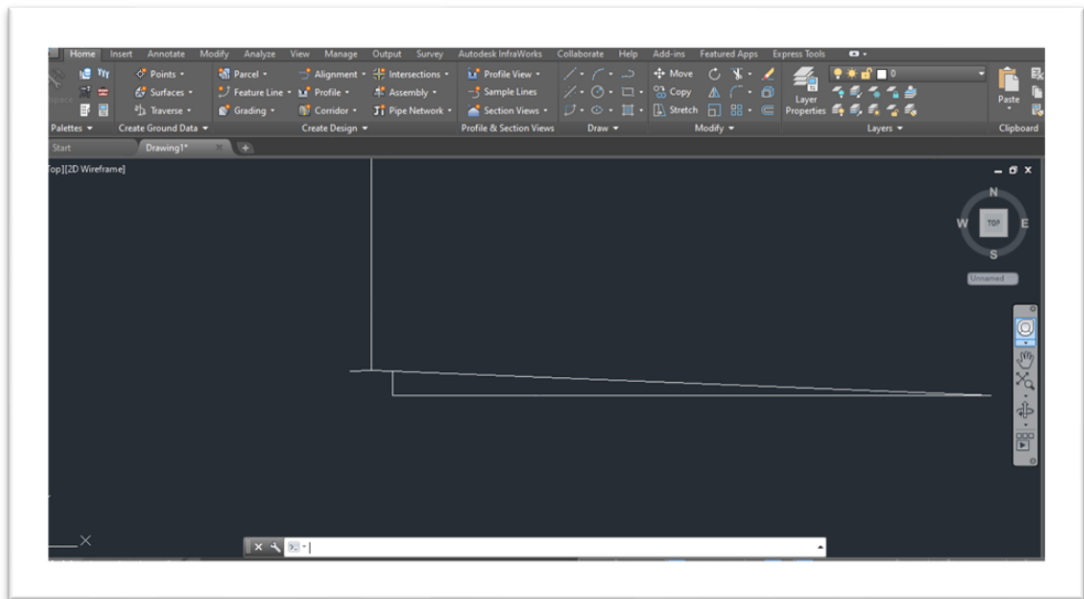 Home Insert Annotate Modify Analyze View Manage Output Survey Autodesk InfraWorks Collaborate Help Add-ins Featured Apps Express Tools
Points Parcel Alignment Intersections Profile View Move 0
Surfaces Feature Line Profile Assembly Sample Lines Copy Layer Properties Paste
Traverse Grading Corridor Pipe Network Section Views Stretch
Palettes Create Ground Data Create Design Profile & Section Views Draw Modify Layers Clipboard
Start Drawing1*
Top][2D Wireframe]
N
W TOP E
S
Unnamed
X